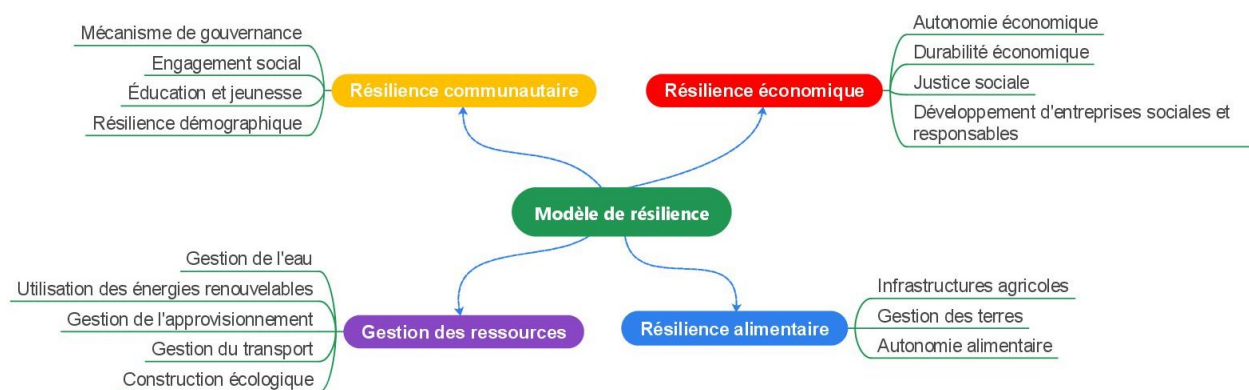 Mécanisme de gouvernance
Engagement social
Éducation et jeunesse
Résilience démographique
Résilience communautaire
Résilience économique
Autonomie économique
Durabilité économique
Justice sociale
Développement d'entreprises sociales et
responsables
Modèle de résilience
Gestion de l'eau
Utilisation des énergies renouvelables
Gestion de l'approvisionnement
Gestion du transport
Construction écologique
Gestion des ressources
Résilience alimentaire
Infrastructures agricoles
Gestion des terres
Autonomie alimentaire